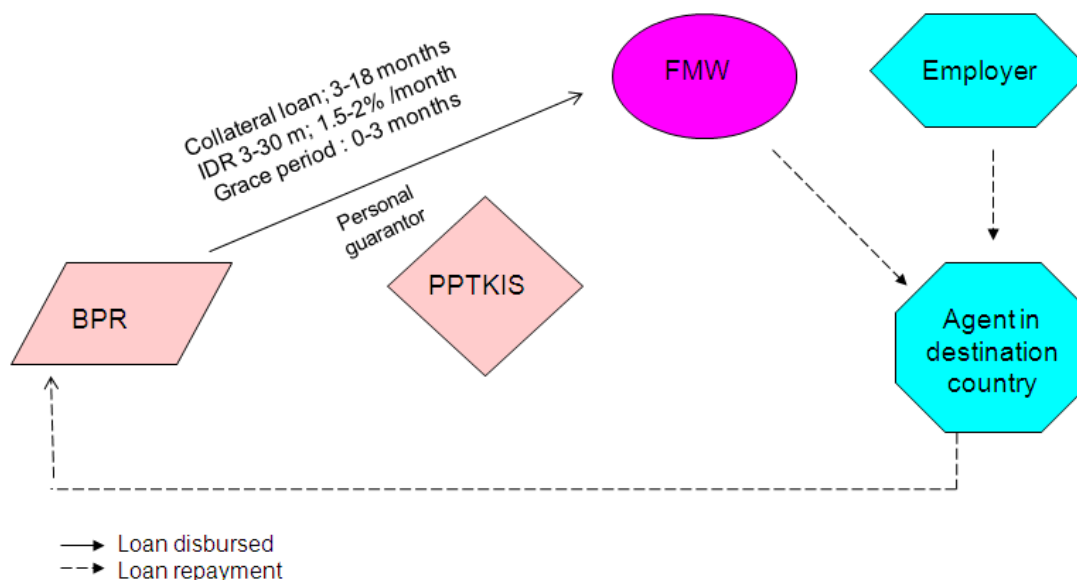 Collateral loan; 3-18 months
IDR 3-30 m; 1.5-2% /month
Grace period : 0-3 months
Personal
guarantor
FMW
Employer
BPR
PPTKIS
Agent in
destination
country
Loan disbursed
Loan repayment